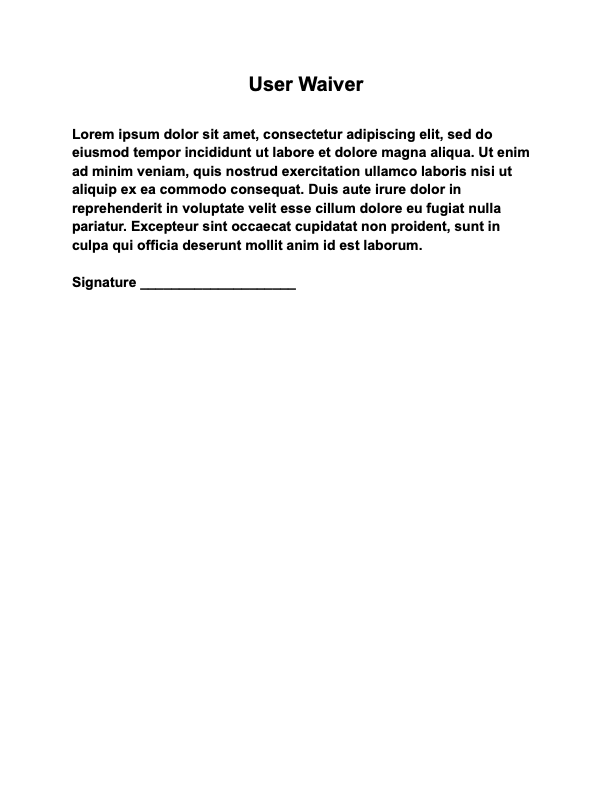 User Waiver
Lorem ipsum dolor sit amet, consectetur adipiscing elit, sed do
eiusmod tempor incididunt ut labore et dolore magna aliqua. Ut enim
ad minim veniam, quis nostrud exercitation ullamco laboris nisi ut
aliquip ex ea commodo consequat. Duis aute irure dolor in
reprehenderit in voluptate velit esse cillum dolore eu fugiat nulla
pariatur. Excepteur sint occaecat cupidatat non proident, sunt in
culpa qui officia deserunt mollit anim id est laborum.
Signature ____________________